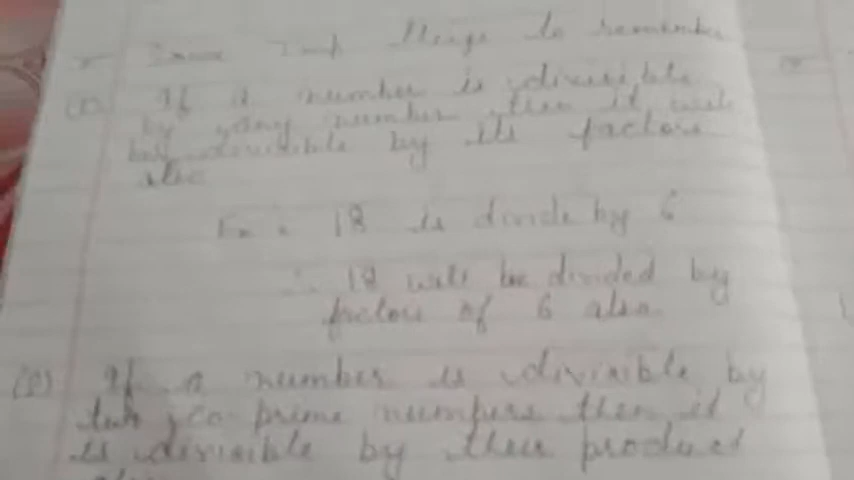 Some Imp things to remember
(1) If a number is divisible
by any number then it will
be divisible by its factors
also
Ex : 18 is divide by 6
∴ 18 will be divided by
factors of 6 also.
(2) If a number is divisible by
two co prime numbers then it
is divisible by their product